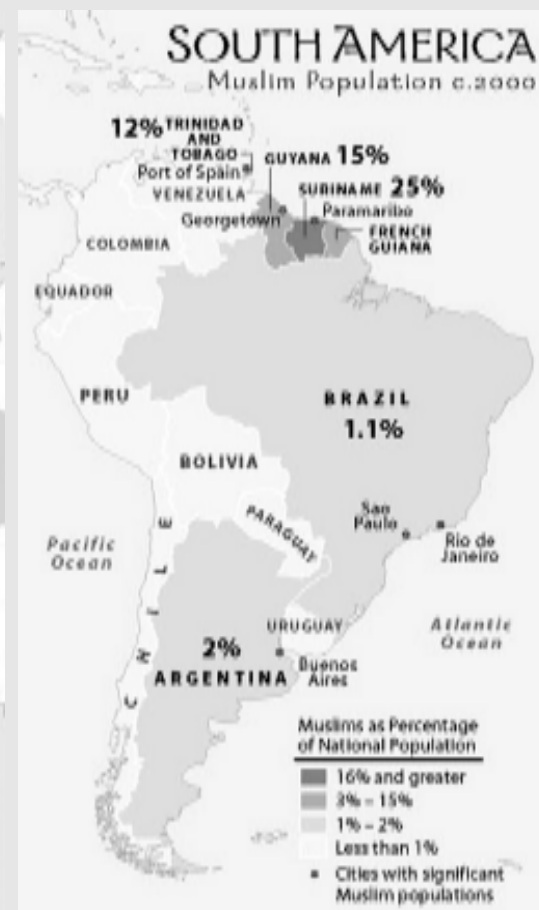 SOUTH AMERICA
Muslim Population c.2000
12% TRINIDAD
AND
TOBAGO
Port of Spain
GUYANA 15%
VENEZUELA
SURINAME 25%
Georgetown
Paramaribo
COLOMBIA
FRENCH
GUIANA
EQUADOR
PERU
BRAZIL
1.1%
BOLIVIA
PARAGUAY
Sao
Paulo
Rio de
Janeiro
Pacific
Ocean
CHILE
URUGUAY
Atlantic
Ocean
2%
ARGENTINA
Buenos
Aires
Muslims as Percentage
of National Population
16% and greater
3% – 15%
1% – 2%
Less than 1%
Cities with significant
Muslim populations